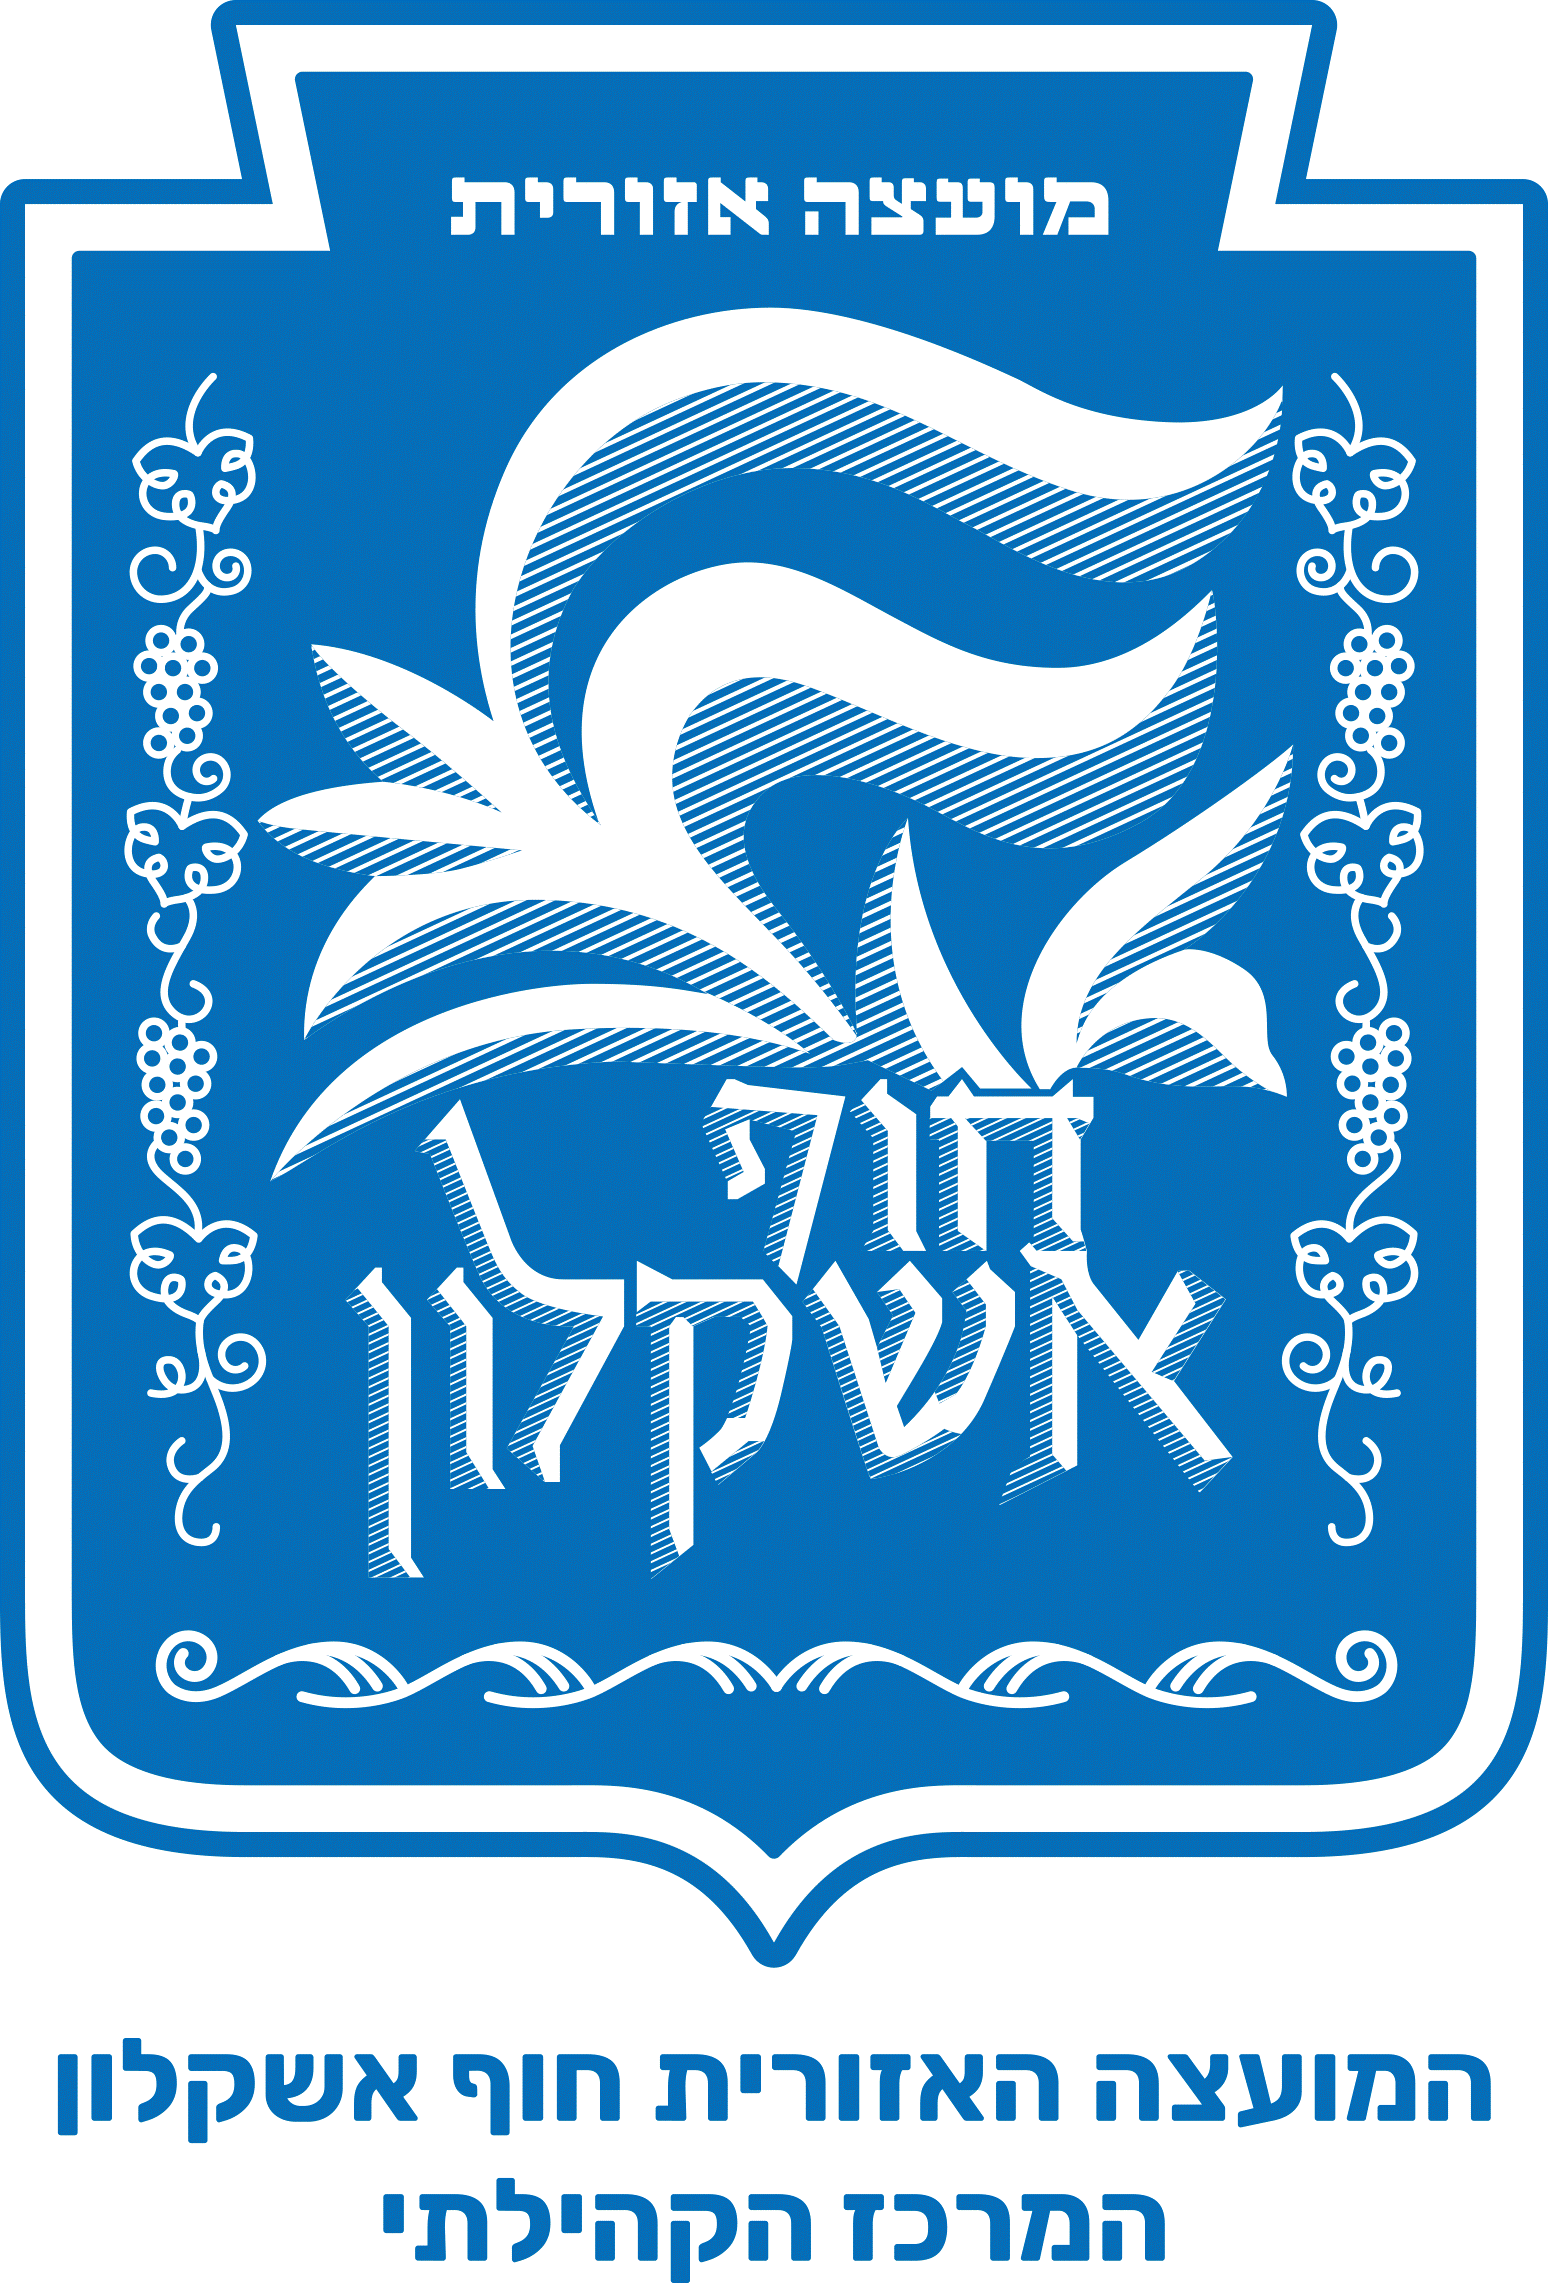 מועצה אזורית
חוף
אשקלון
המועצה האזורית חוף אשקלון
המרכז הקהילתי